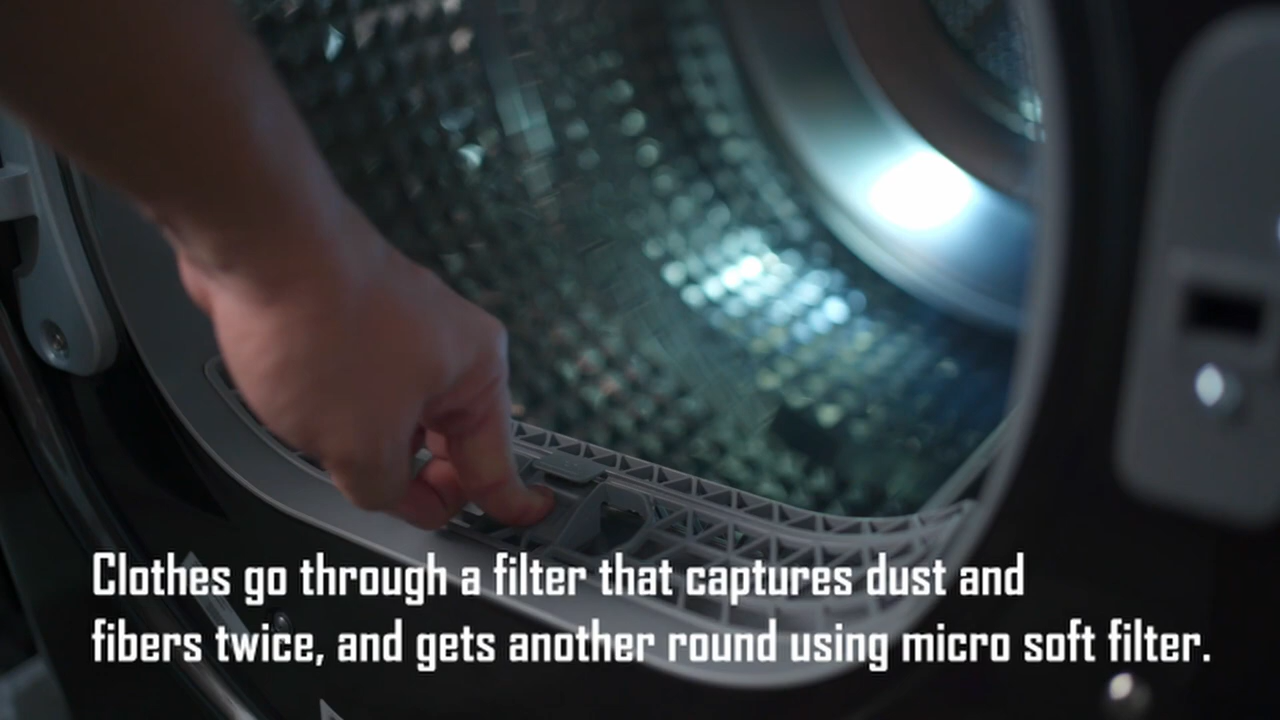 Clothes go through a filter that captures dust and
fibers twice, and gets another round using micro soft filter.